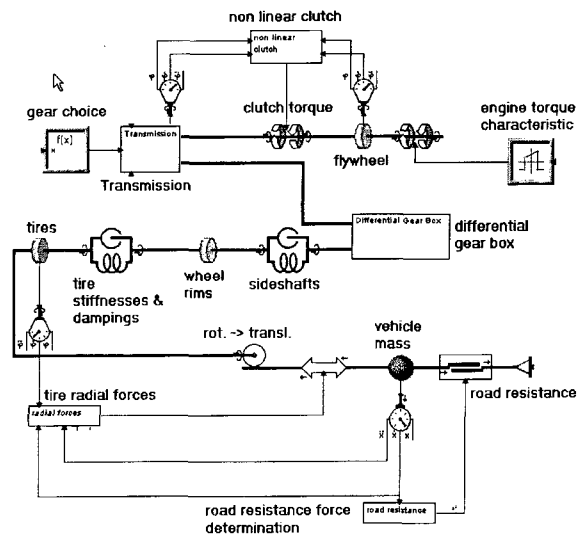 non linear clutch
non linear
clutch
gear choice
clutch torque
engine torque
characteristic
f(x)
x
Transmission
Transmission
flywheel
tires
Differential Gear Box
differential
gear box
tire
stiffnesses &
dampings
wheel
rims
sideshafts
rot. -> transl.
vehicle
mass
road resistance
tire radial forces
radial forces
road resistance force
determination
road resistance